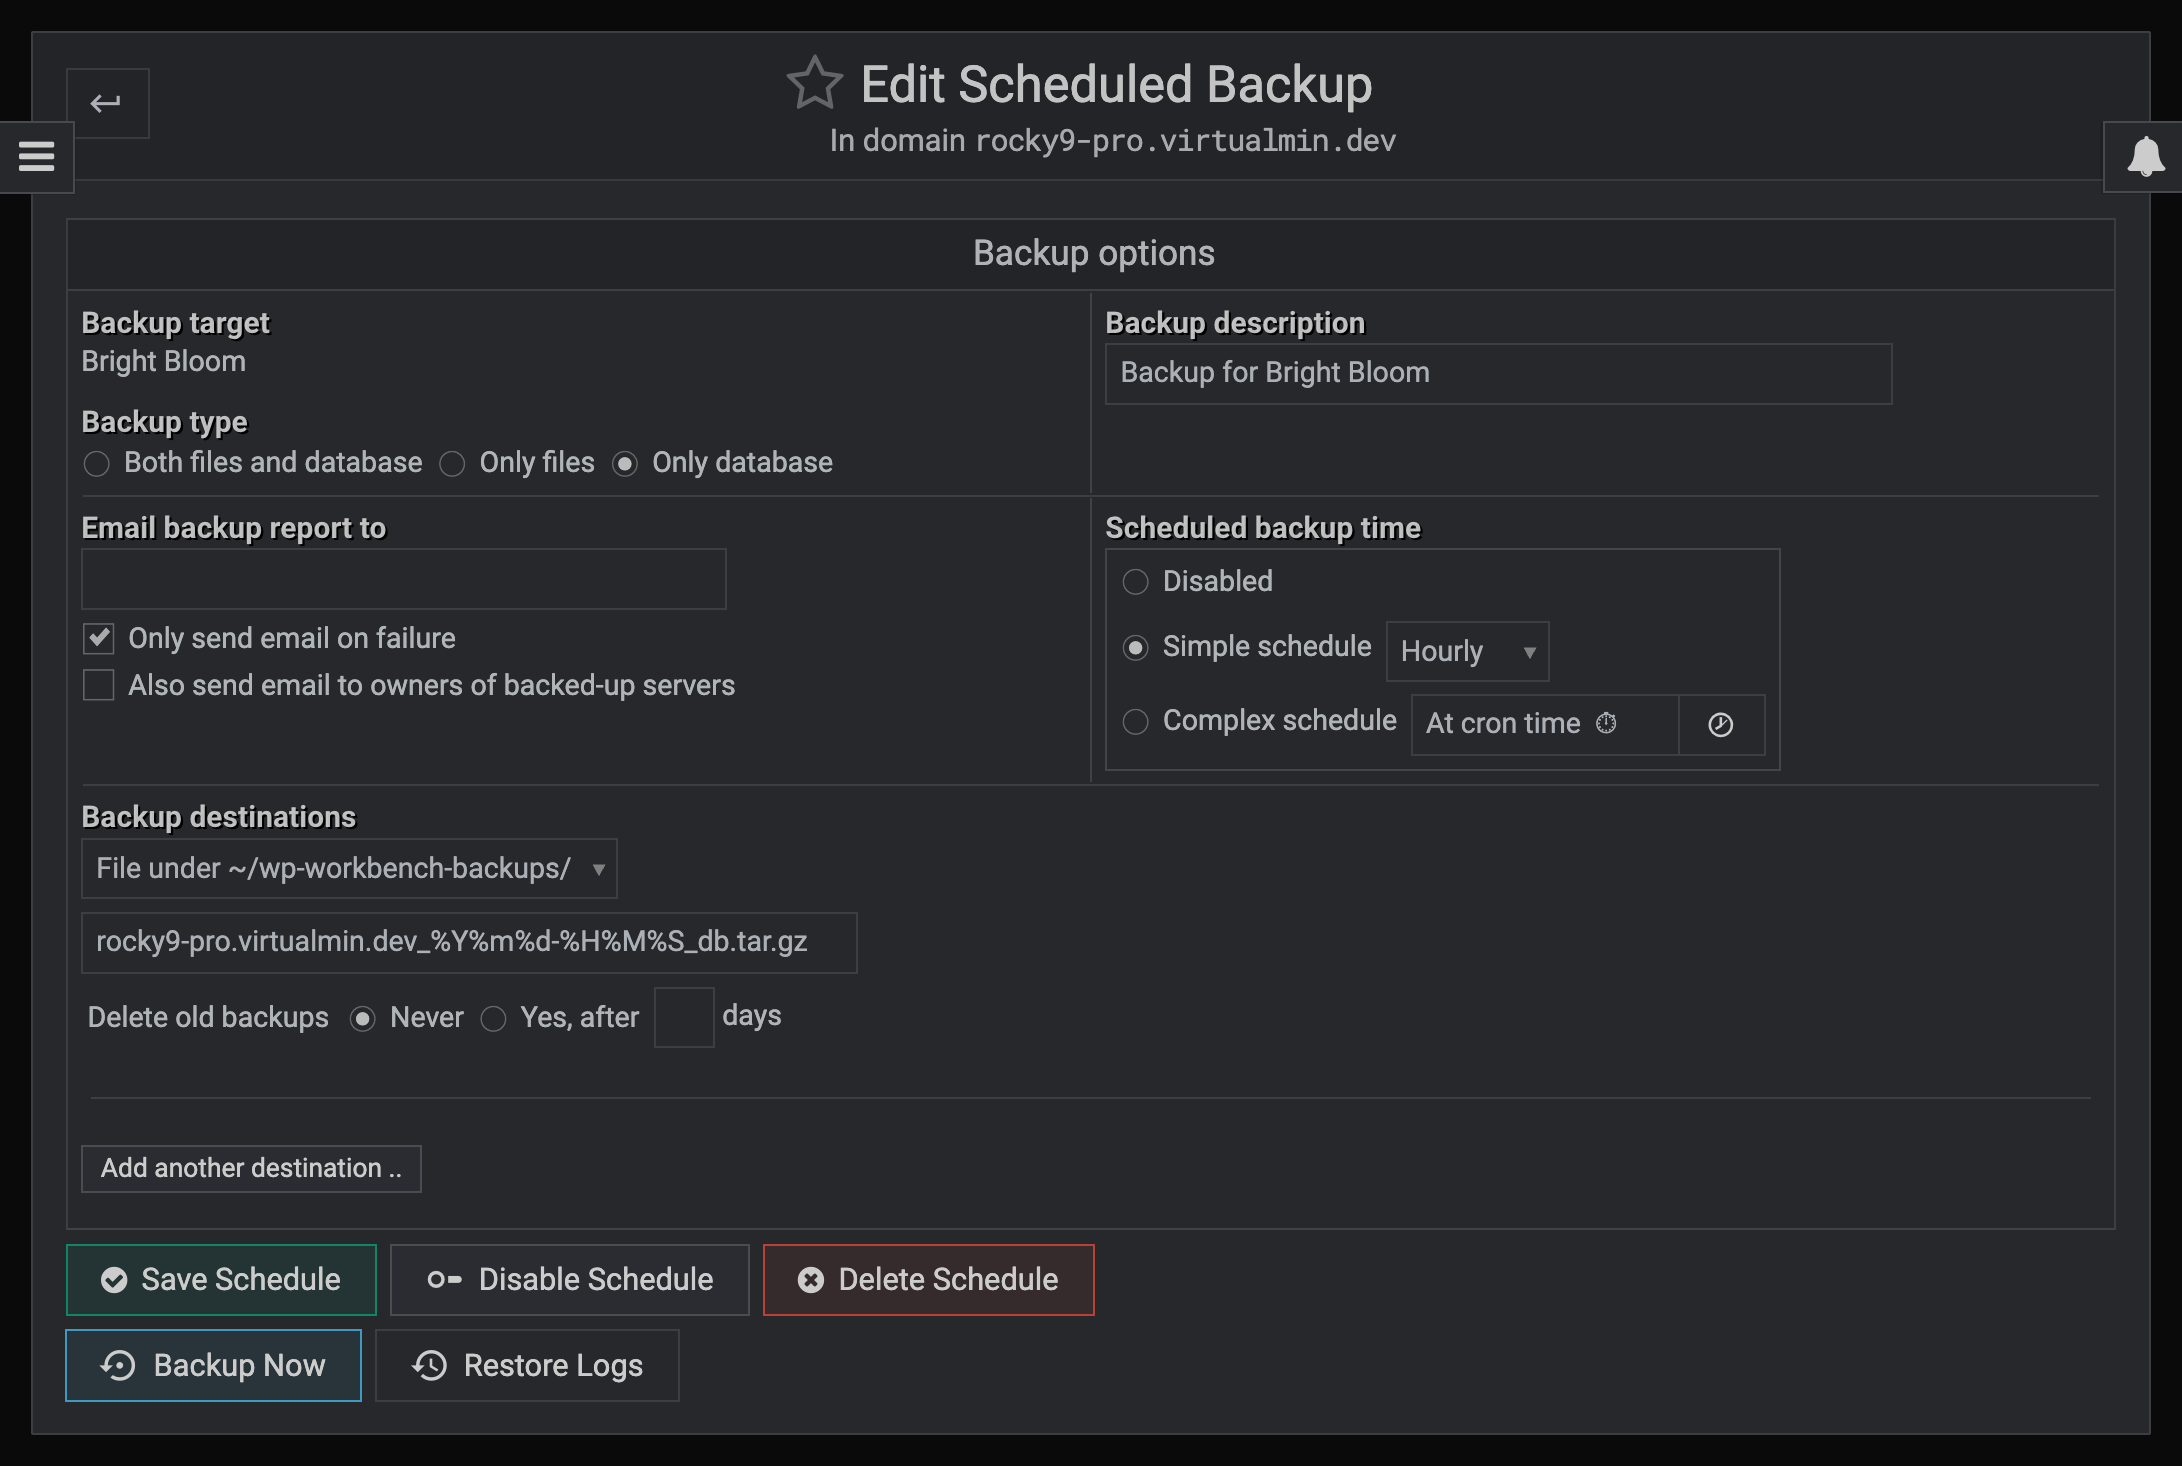 Edit Scheduled Backup
In domain rocky9-pro.virtualmin.dev
Backup options
Backup target
Bright Bloom
Backup type
Both files and database Only files Only database
Backup description
Backup for Bright Bloom
Email backup report to
Only send email on failure
Also send email to owners of backed-up servers
Scheduled backup time
Disabled
Simple schedule Hourly
Complex schedule At cron time
Backup destinations
File under ~/wp-workbench-backups/
rocky9-pro.virtualmin.dev_%Y%m%d-%H%M%S_db.tar.gz
Delete old backups Never Yes, after days
Add another destination ..
Save Schedule Disable Schedule Delete Schedule
Backup Now Restore Logs